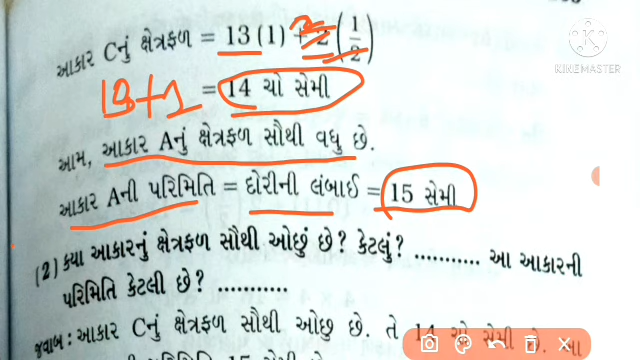 આકાર Cનું ક્ષેત્રફળ = 13 (1) + 2 (1/2)
13+1 = 14 ચો સેમી
આમ, આકાર Aનું ક્ષેત્રફળ સૌથી વધુ છે.
આકાર Aની પરિમિતિ = દોરીની લંબાઈ = 15 સેમી
(2) ક્યા આકારનું ક્ષેત્રફળ સૌથી ઓછું છે? કેટલું? ........... આ આકારની
પરિમિતિ કેટલી છે? ............
જવાબ : આકાર Cનું ક્ષેત્રફળ સૌથી ઓછુ છે. તે 14 ચો સેમી છે. આ
KINEMASTER